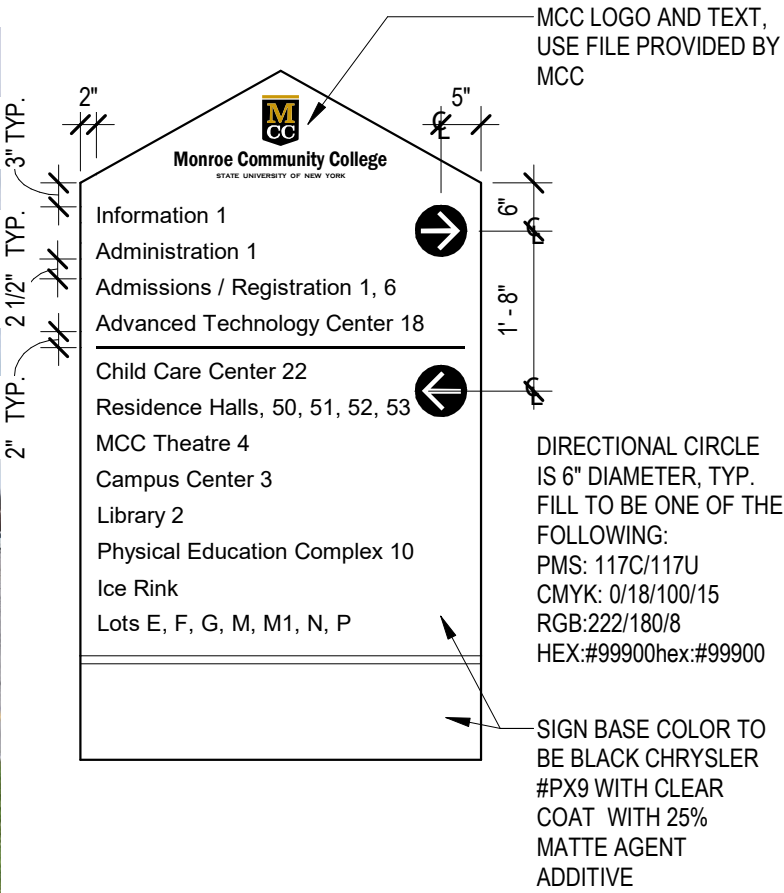 MCC LOGO AND TEXT,
USE FILE PROVIDED BY
MCC
2"
5"
3" TYP.
M
CC
Monroe Community College
STATE UNIVERSITY OF NEW YORK
6"
2 1/2" TYP.
1' - 8"
2" TYP.
Information 1
Administration 1
Admissions / Registration 1, 6
Advanced Technology Center 18
Child Care Center 22
Residence Halls, 50, 51, 52, 53
MCC Theatre 4
Campus Center 3
Library 2
Physical Education Complex 10
Ice Rink
Lots E, F, G, M, M1, N, P
DIRECTIONAL CIRCLE
IS 6" DIAMETER, TYP.
FILL TO BE ONE OF THE
FOLLOWING:
PMS: 117C/117U
CMYK: 0/18/100/15
RGB:222/180/8
HEX:#99900hex:#99900
SIGN BASE COLOR TO
BE BLACK CHRYSLER
#PX9 WITH CLEAR
COAT WITH 25%
MATTE AGENT
ADDITIVE